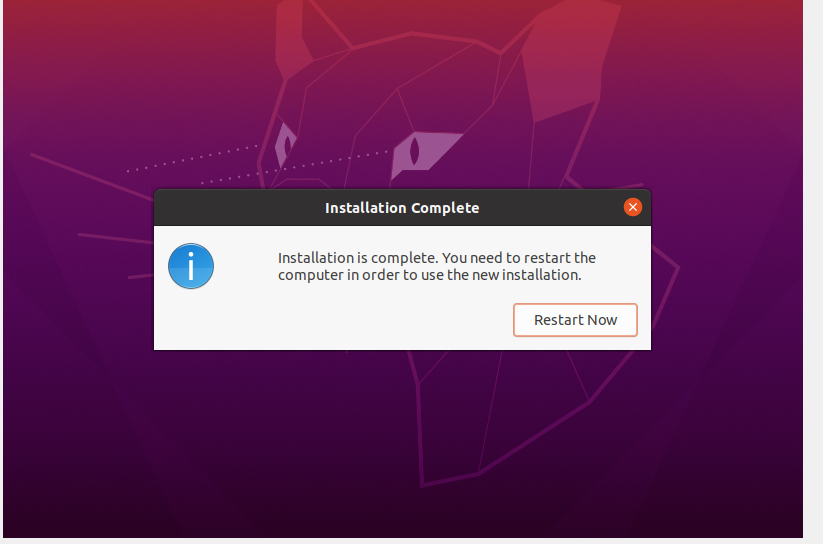 Installation Complete
Installation is complete. You need to restart the
computer in order to use the new installation.
Restart Now